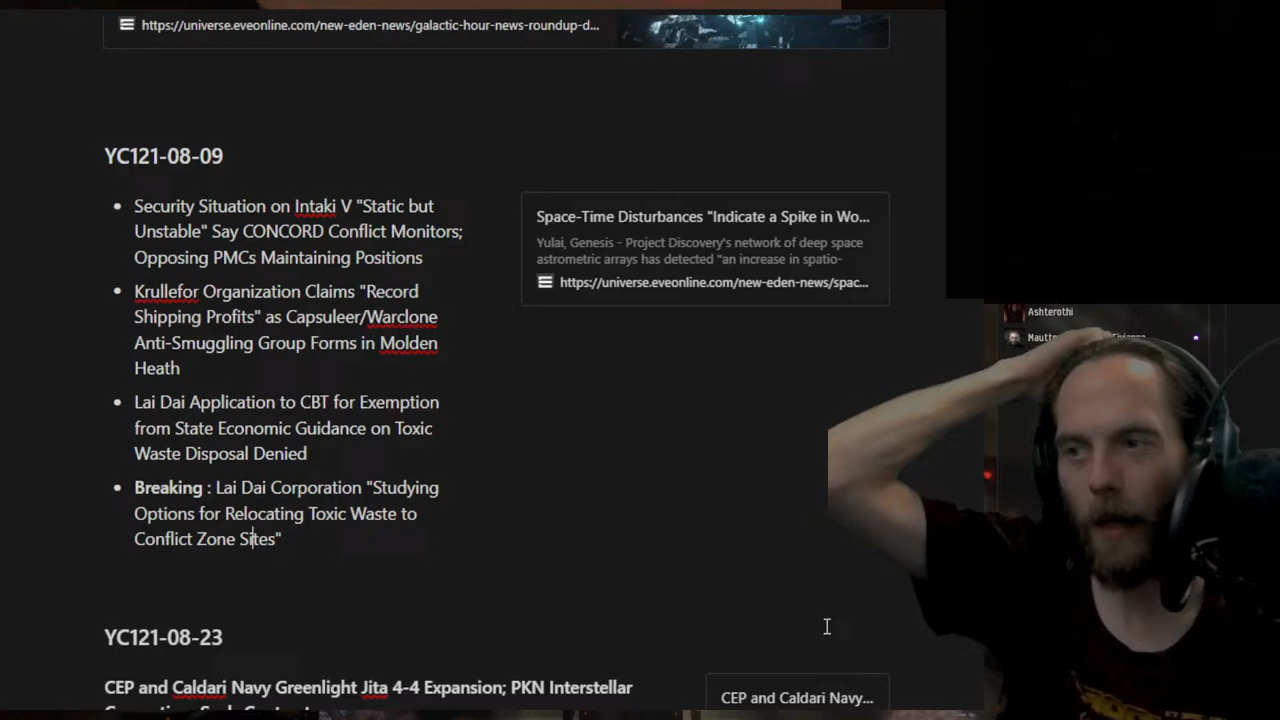 https://universe.eveonline.com/new-eden-news/galactic-hour-news-roundup-d...
YC121-08-09
Security Situation on Intaki V "Static but
Unstable" Say CONCORD Conflict Monitors;
Opposing PMCs Maintaining Positions
Krullefor Organization Claims "Record
Shipping Profits" as Capsuleer/Warclone
Anti-Smuggling Group Forms in Molden
Heath
Lai Dai Application to CBT for Exemption
from State Economic Guidance on Toxic
Waste Disposal Denied
Breaking : Lai Dai Corporation "Studying
Options for Relocating Toxic Waste to
Conflict Zone Sites"
Space-Time Disturbances "Indicate a Spike in Wo...
Yulai, Genesis - Project Discovery's network of deep space
astrometric arrays has detected "an increase in spatio-
https://universe.eveonline.com/new-eden-news/spac...
Ashterothi
YC121-08-23
CEP and Caldari Navy Greenlight Jita 4-4 Expansion; PKN Interstellar
CEP and Caldari Navy...